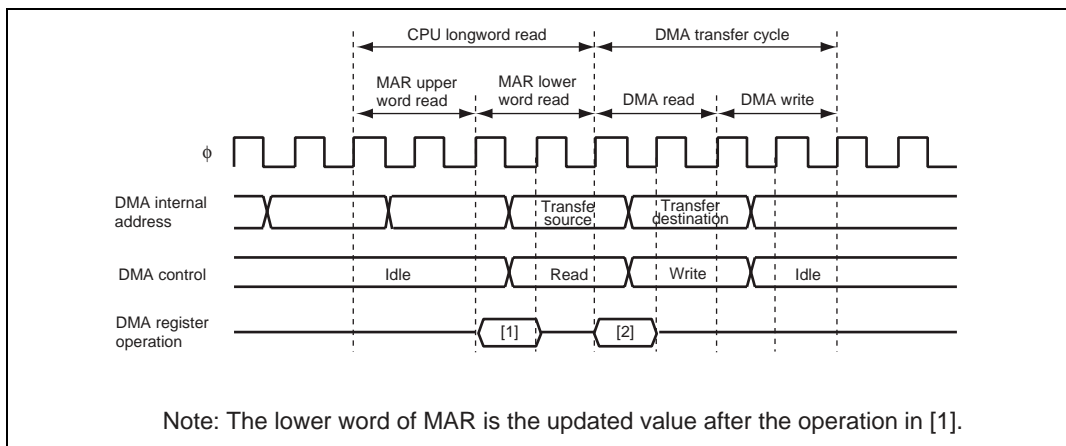 CPU longword read
DMA transfer cycle
MAR upper
word read
MAR lower
word read
DMA read
DMA write
φ
DMA internal
address
Transfe
source
Transfer
destination
DMA control
Idle
Read
Write
Idle
DMA register
operation
[1]
[2]
Note: The lower word of MAR is the updated value after the operation in [1].